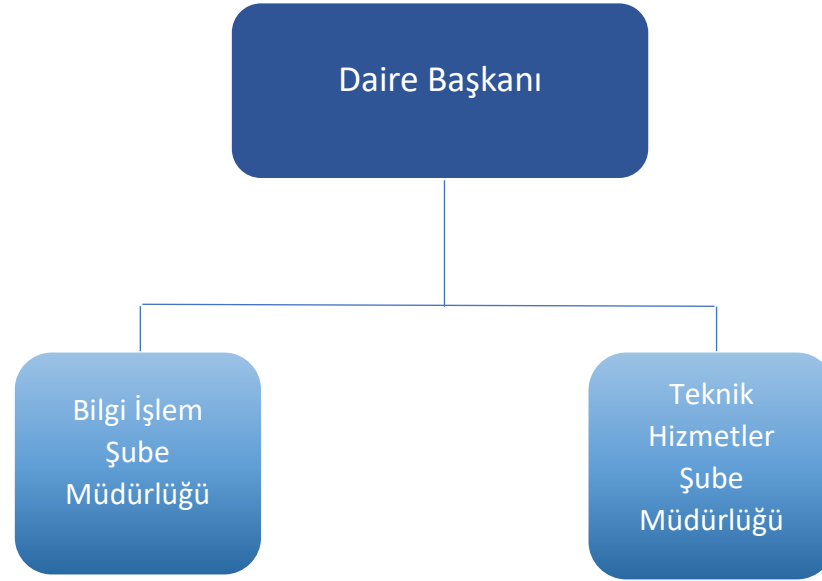 Daire Başkanı
Bilgi İşlem
Şube
Müdürlüğü
Teknik
Hizmetler
Şube
Müdürlüğü